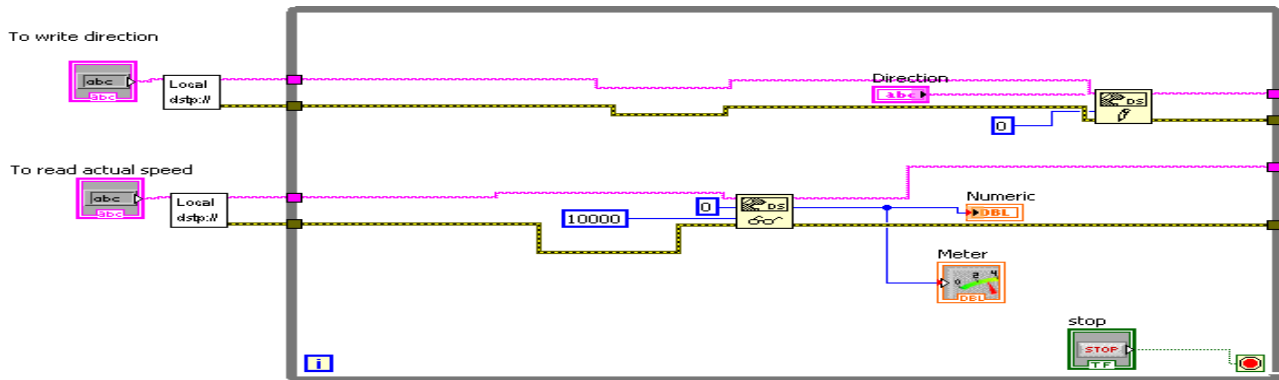 To write direction
abc
abc
Local
dstp://
Direction
abc
DS
0
To read actual speed
abc
abc
Local
dstp://
0
DS
10000
Numeric
DBL
Meter
0 2 4
DBL
stop
STOP
TF
i